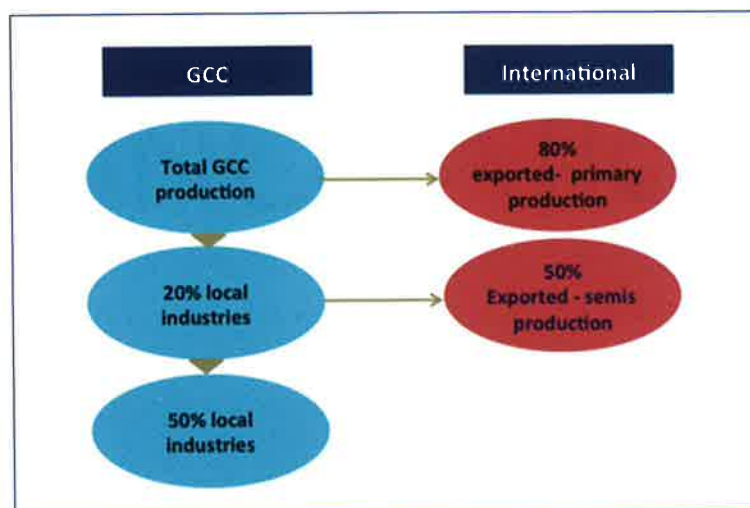 GCC
International
Total GCC
production
80%
exported- primary
production
20% local
industries
50%
Exported - semis
production
50% local
industries